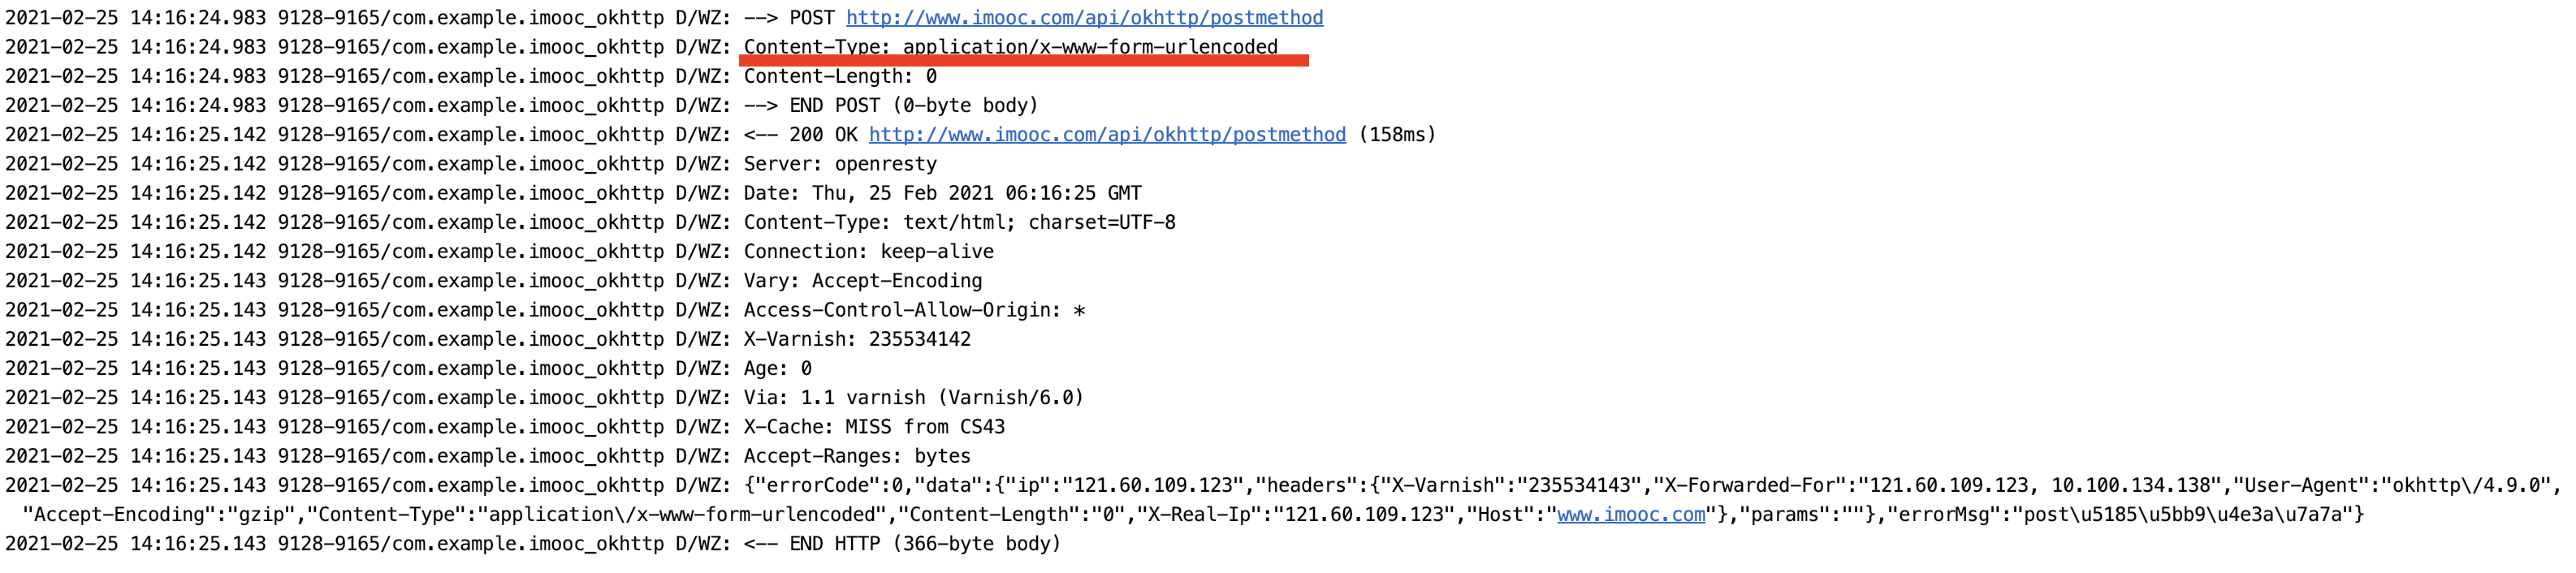 2021-02-25 14:16:24.983 9128-9165/com.example.imooc_okhttp D/WZ: --> POST http://www.imooc.com/api/okhttp/postmethod
2021-02-25 14:16:24.983 9128-9165/com.example.imooc_okhttp D/WZ: Content-Type: application/x-www-form-urlencoded
2021-02-25 14:16:24.983 9128-9165/com.example.imooc_okhttp D/WZ: Content-Length: 0
2021-02-25 14:16:24.983 9128-9165/com.example.imooc_okhttp D/WZ: --> END POST (0-byte body)
2021-02-25 14:16:25.142 9128-9165/com.example.imooc_okhttp D/WZ: <-- 200 OK http://www.imooc.com/api/okhttp/postmethod (158ms)
2021-02-25 14:16:25.142 9128-9165/com.example.imooc_okhttp D/WZ: Server: openresty
2021-02-25 14:16:25.142 9128-9165/com.example.imooc_okhttp D/WZ: Date: Thu, 25 Feb 2021 06:16:25 GMT
2021-02-25 14:16:25.142 9128-9165/com.example.imooc_okhttp D/WZ: Content-Type: text/html; charset=UTF-8
2021-02-25 14:16:25.142 9128-9165/com.example.imooc_okhttp D/WZ: Connection: keep-alive
2021-02-25 14:16:25.143 9128-9165/com.example.imooc_okhttp D/WZ: Vary: Accept-Encoding
2021-02-25 14:16:25.143 9128-9165/com.example.imooc_okhttp D/WZ: Access-Control-Allow-Origin: *
2021-02-25 14:16:25.143 9128-9165/com.example.imooc_okhttp D/WZ: X-Varnish: 235534142
2021-02-25 14:16:25.143 9128-9165/com.example.imooc_okhttp D/WZ: Age: 0
2021-02-25 14:16:25.143 9128-9165/com.example.imooc_okhttp D/WZ: Via: 1.1 varnish (Varnish/6.0)
2021-02-25 14:16:25.143 9128-9165/com.example.imooc_okhttp D/WZ: X-Cache: MISS from CS43
2021-02-25 14:16:25.143 9128-9165/com.example.imooc_okhttp D/WZ: Accept-Ranges: bytes
2021-02-25 14:16:25.143 9128-9165/com.example.imooc_okhttp D/WZ: {"errorCode":0,"data":{"ip":"121.60.109.123","headers":{"X-Varnish":"235534143","X-Forwarded-For":"121.60.109.123, 10.100.134.138","User-Agent":"okhttp\/4.9.0",
"Accept-Encoding":"gzip","Content-Type":"application\/x-www-form-urlencoded","Content-Length":"0","X-Real-Ip":"121.60.109.123","Host":"www.imooc.com"},"params":""},"errorMsg":"post\u5185\u5bb9\u4e3a\u7a7a"}
2021-02-25 14:16:25.143 9128-9165/com.example.imooc_okhttp D/WZ: <-- END HTTP (366-byte body)